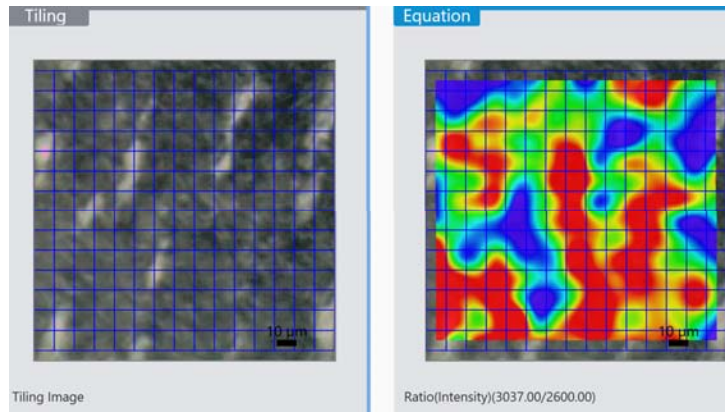 Tiling
Equation
10 µm
10 µm
Tiling Image
Ratio(Intensity)(3037.00/2600.00)